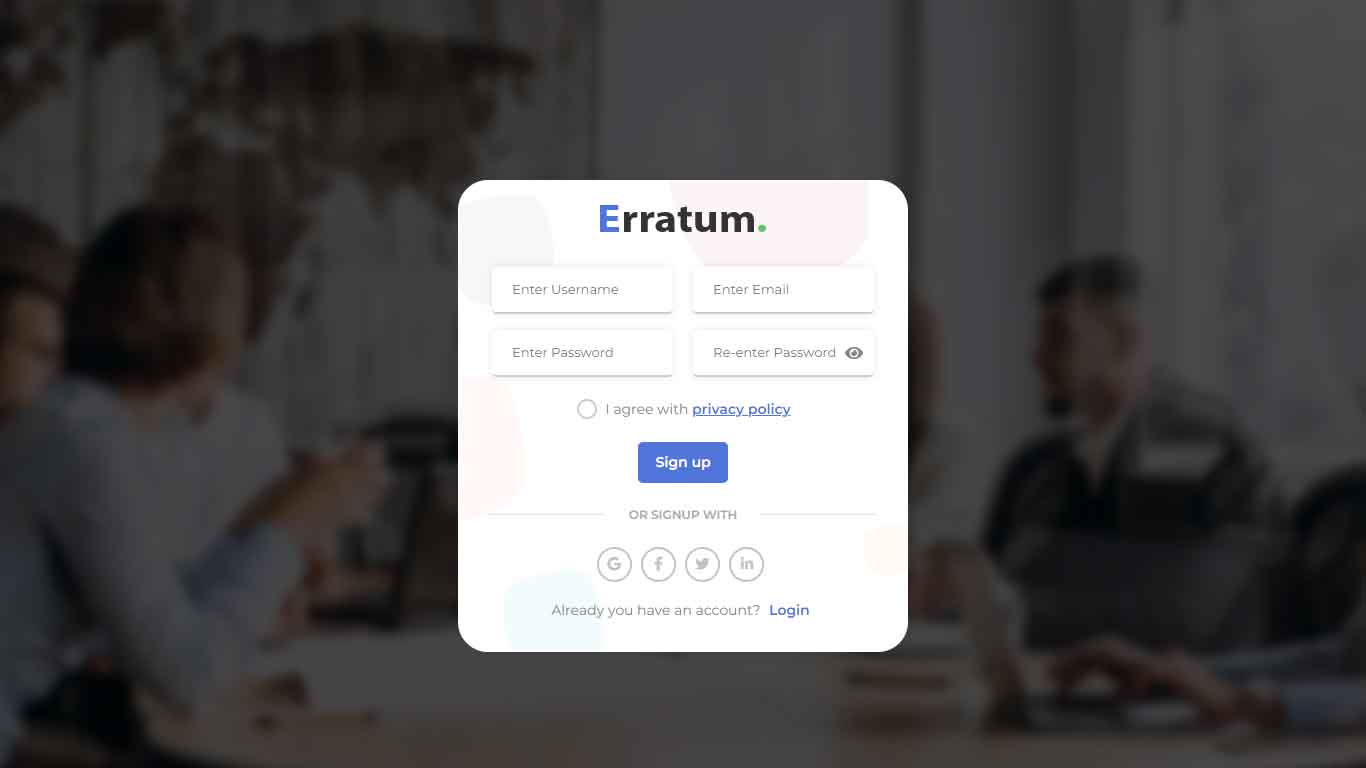 Erratum.
Enter Username
Enter Email
Enter Password
Re-enter Password
I agree with privacy policy
Sign up
OR SIGNUP WITH
Already you have an account? Login